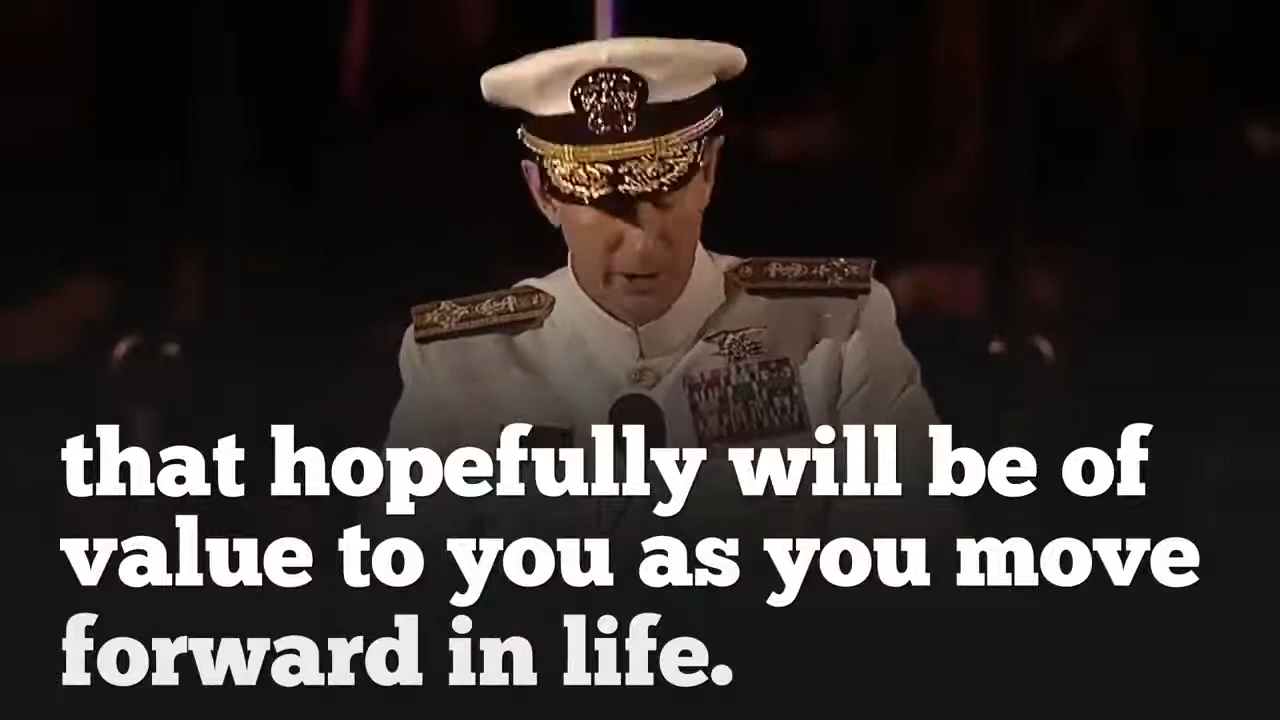 that hopefully will be of
value to you as you move
forward in life.